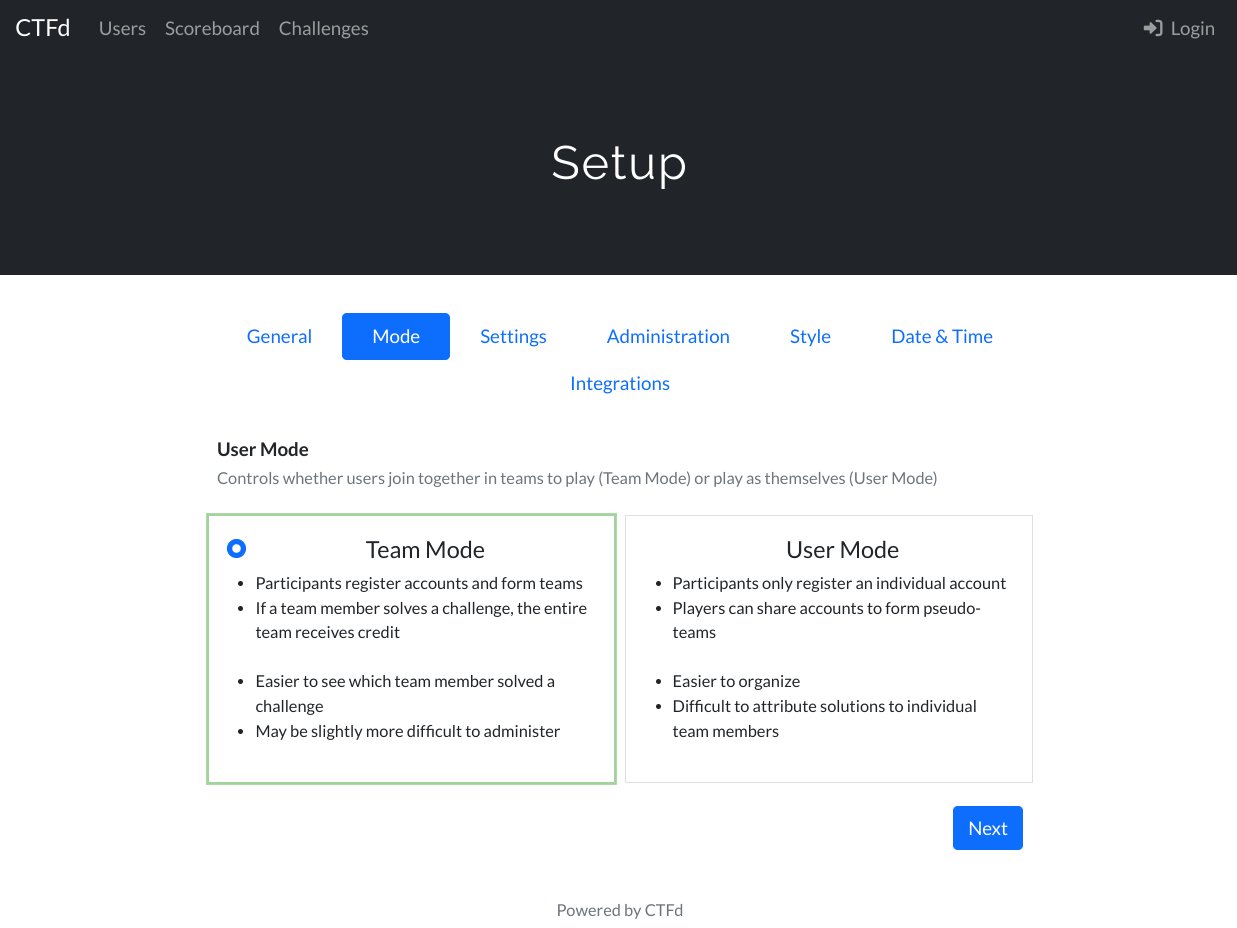 CTFd Users Scoreboard Challenges Login
Setup
General Mode Settings Administration Style Date & Time
Integrations
User Mode
Controls whether users join together in teams to play (Team Mode) or play as themselves (User Mode)
Team Mode
• Participants register accounts and form teams
• If a team member solves a challenge, the entire
team receives credit
• Easier to see which team member solved a
challenge
• May be slightly more difficult to administer
User Mode
• Participants only register an individual account
• Players can share accounts to form pseudo-
teams
• Easier to organize
• Difficult to attribute solutions to individual
team members
Next
Powered by CTFd